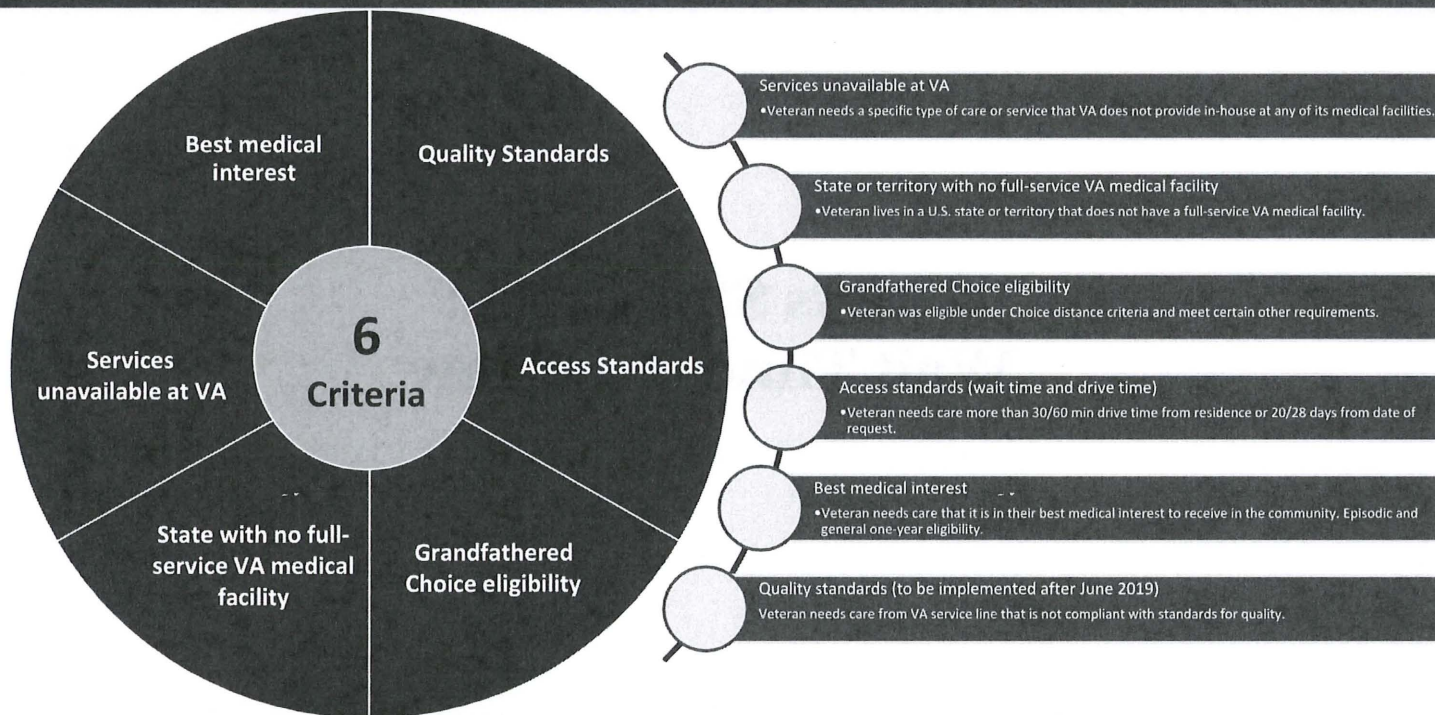 Best medical
interest
Quality Standards
Services
unavailable at VA
6
Criteria
Access Standards
State with no full-
service VA medical
facility
Grandfathered
Choice eligibility
Services unavailable at VA
•Veteran needs a specific type of care or service that VA does not provide in-house at any of its medical facilities.
State or territory with no full-service VA medical facility
•Veteran lives in a U.S. state or territory that does not have a full-service VA medical facility.
Grandfathered Choice eligibility
•Veteran was eligible under Choice distance criteria and meet certain other requirements.
Access standards (wait time and drive time)
•Veteran needs care more than 30/60 min drive time from residence or 20/28 days from date of
request.
Best medical interest
•Veteran needs care that it is in their best medical interest to receive in the community. Episodic and
general one-year eligibility.
Quality standards (to be implemented after June 2019)
Veteran needs care from VA service line that is not compliant with standards for quality.